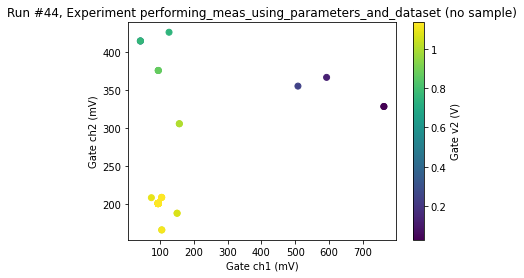 Run #44, Experiment performing_meas_using_parameters_and_dataset (no sample)
400
350
300
250
200
100 200 300 400 500 600 700
Gate ch1 (mV)
Gate ch2 (mV)
1
0.8
0.6
0.4
0.2
Gate v2 (V)